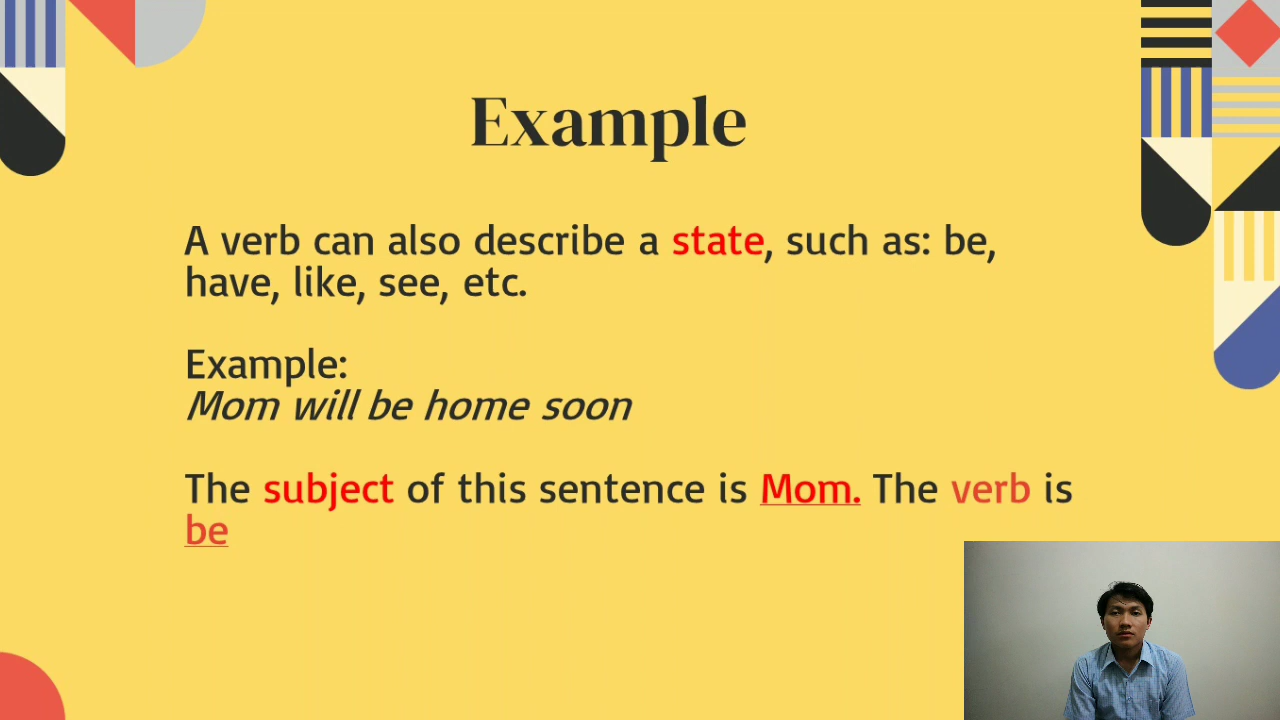 Example
A verb can also describe a state, such as: be,
have, like, see, etc.
Example:
Mom will be home soon
The subject of this sentence is Mom. The verb is
be